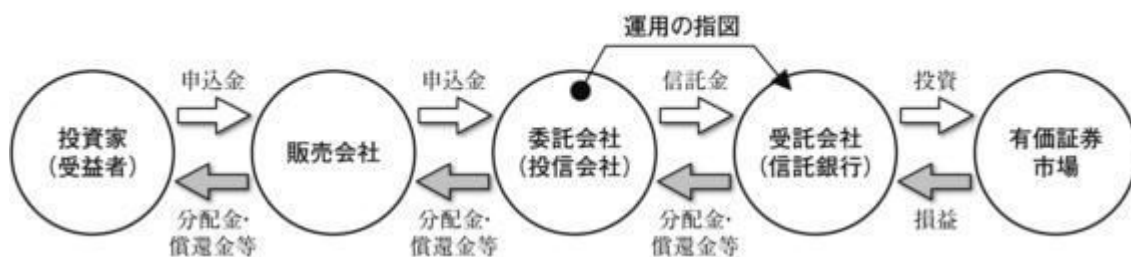 運用の指図
申込金
申込金
信託金
投資
投資家
(受益者)
販売会社
委託会社
(投信会社)
受託会社
(信託銀行)
有価証券
市場
分配金・
償還金等
分配金・
償還金等
分配金・
償還金等
損益